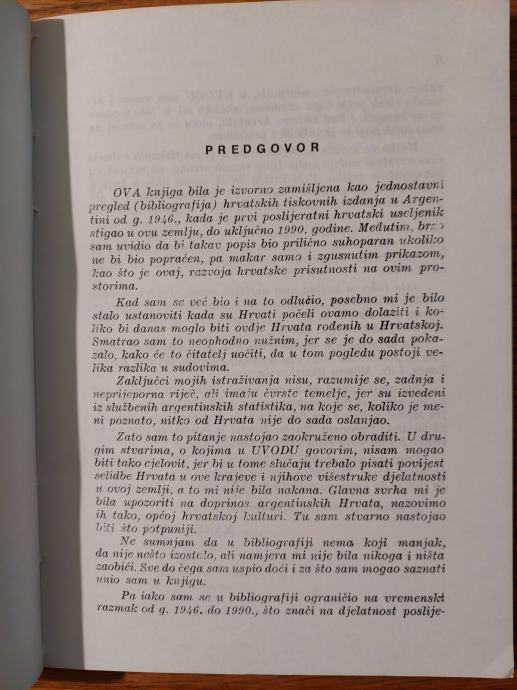 PREDGOVOR
OVA knjiga bila je izvorno zamišljena kao jednostavni
pregled (bibliografija) hrvatskih tiskovnih izdanja u Argen-
tini od g. 1946., kada je prvi poslijeratni hrvatski useljenik
stigao u ovu zemlju, do uključno 1990. godine. Međutim, brzo
sam uvidio da bi takav popis bio prilično suhoparan ukoliko
ne bi bio popraćen, pa makar samo i zgusnutim prikazom,
kao što je ovaj, razvoja hrvatske prisutnosti na ovim pro-
storima.
Kad sam se već bio i na to odlučio, posebno mi je bilo
stalo ustanoviti kada su Hrvati počeli ovamo dolaziti i ko-
liko bi danas moglo biti ovdje Hrvata rođenih u Hrvatskoj.
Smatrao sam to neophodno nužnim, jer se je do sada poka-
zalo, kako će to čitatelj uočiti, da u tom pogledu postoji ve-
lika razlika u sudovima.
Zaključci mojih istraživanja nisu, razumije se, zadnja i
neprijeporna riječ, ali imaju čvrste temelje, jer su izvedeni
iz službenih argentinskih statistika, na koje se, koliko je me-
ni poznato, nitko od Hrvata nije do sada oslanjao.
Zato sam to pitanje nastojao zaokruženo obraditi. U dru-
gim stvarima, o kojima u UVODU govorim, nisam mogao
biti tako cjelovit, jer bi u tome slučaju trebalo pisati povijest
selidbe Hrvata u ove krajeve i njihove višestruke djelatnosti
u ovoj zemlji, a to mi nije bila nakana. Glavna svrha mi je
bila upozoriti na doprinos argentinskih Hrvata, nazovimo
ih tako, općoj hrvatskoj kulturi. Tu sam stvarno nastojao
biti što potpuniji.
Ne sumnjam da u bibliografiji nema koji manjak,
da nije nešto izostalo, ali namjera mi nije bila nikoga i ništa
zaobići. Sve do čega sam uspio doći i za što sam mogao saznati
unio sam u knjigu.
Pa iako sam se u bibliografiji ograničio na vremenski
razmak od g. 1946. do 1990., što znači na djelatnost poslije-